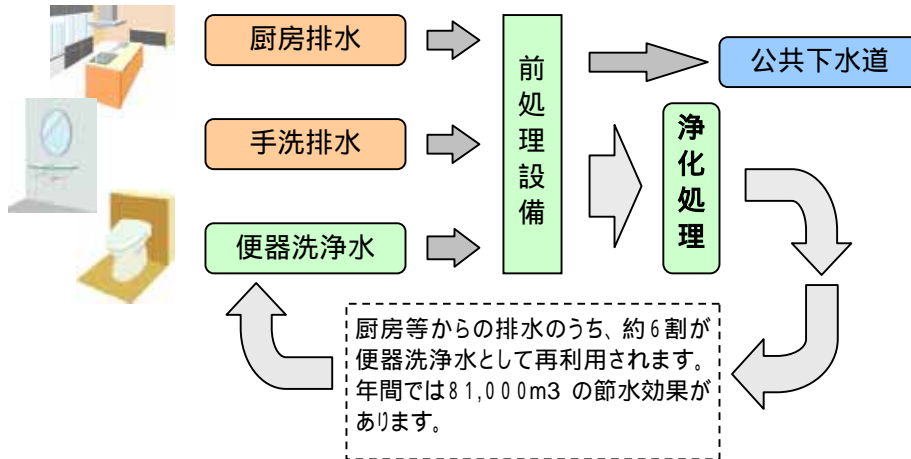 厨房排水
手洗排水
便器洗浄水
前処理設備
公共下水道
浄化処理
厨房等からの排水のうち、約6割が
便器洗浄水として再利用されます。
年間では81,000m3 の節水効果が
あります。